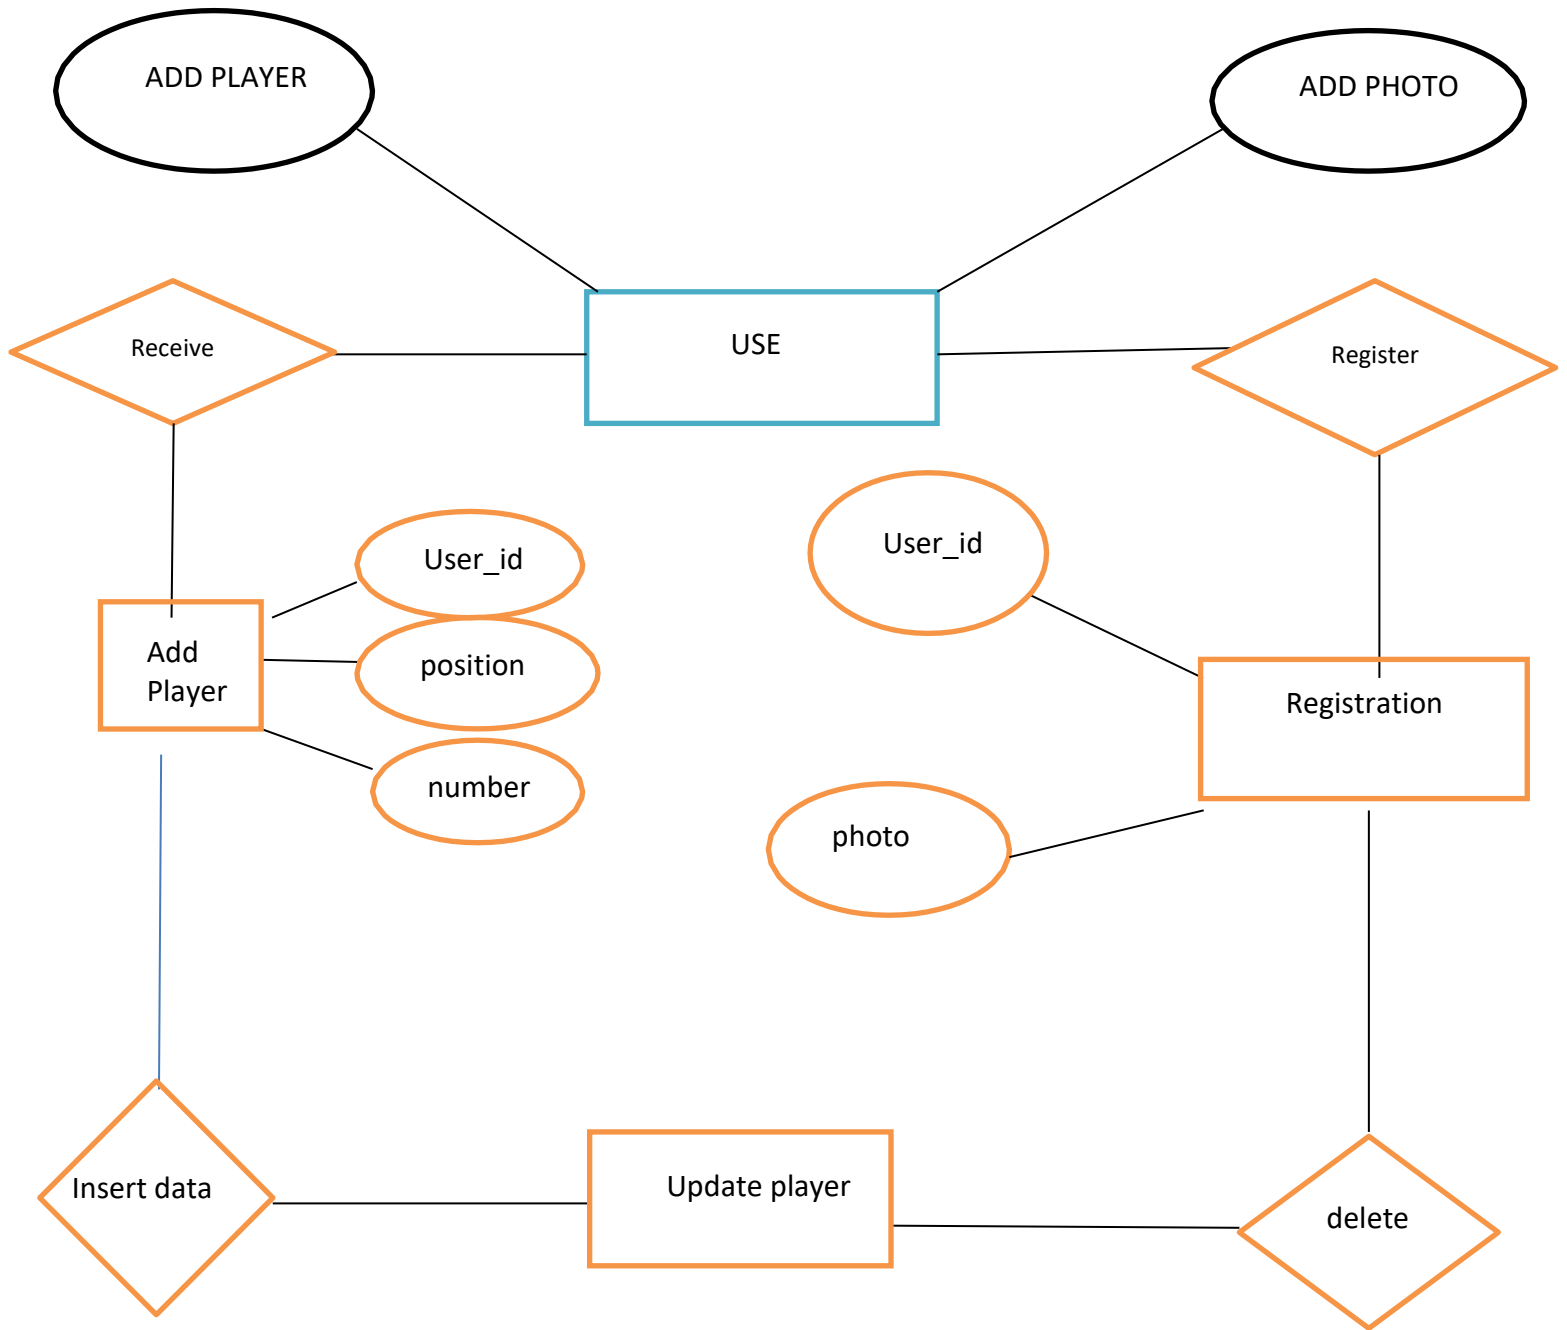 ADD PLAYER
ADD PHOTO
USE
Receive
Register
User_id
User_id
Add
Player
position
Registration
number
photo
Insert data
Update player
delete